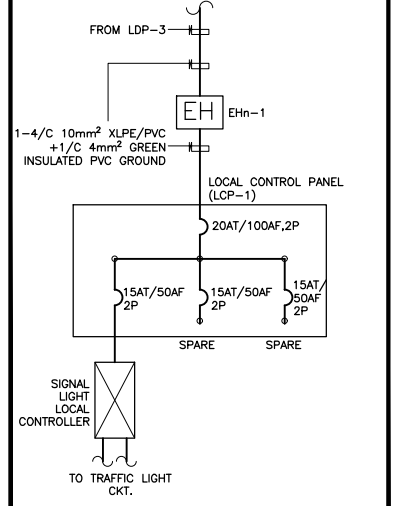 FROM LDP-3
EH
EHn-1
1-4/C 10mm² XLPE/PVC
+1/C 4mm² GREEN
INSULATED PVC GROUND
LOCAL CONTROL PANEL
(LCP-1)
20AT/100AF,2P
15AT/50AF
2P
15AT/50AF
2P
15AT/
50AF
2P
SPARE
SPARE
SIGNAL
LIGHT
LOCAL
CONTROLLER
TO TRAFFIC LIGHT
CKT.